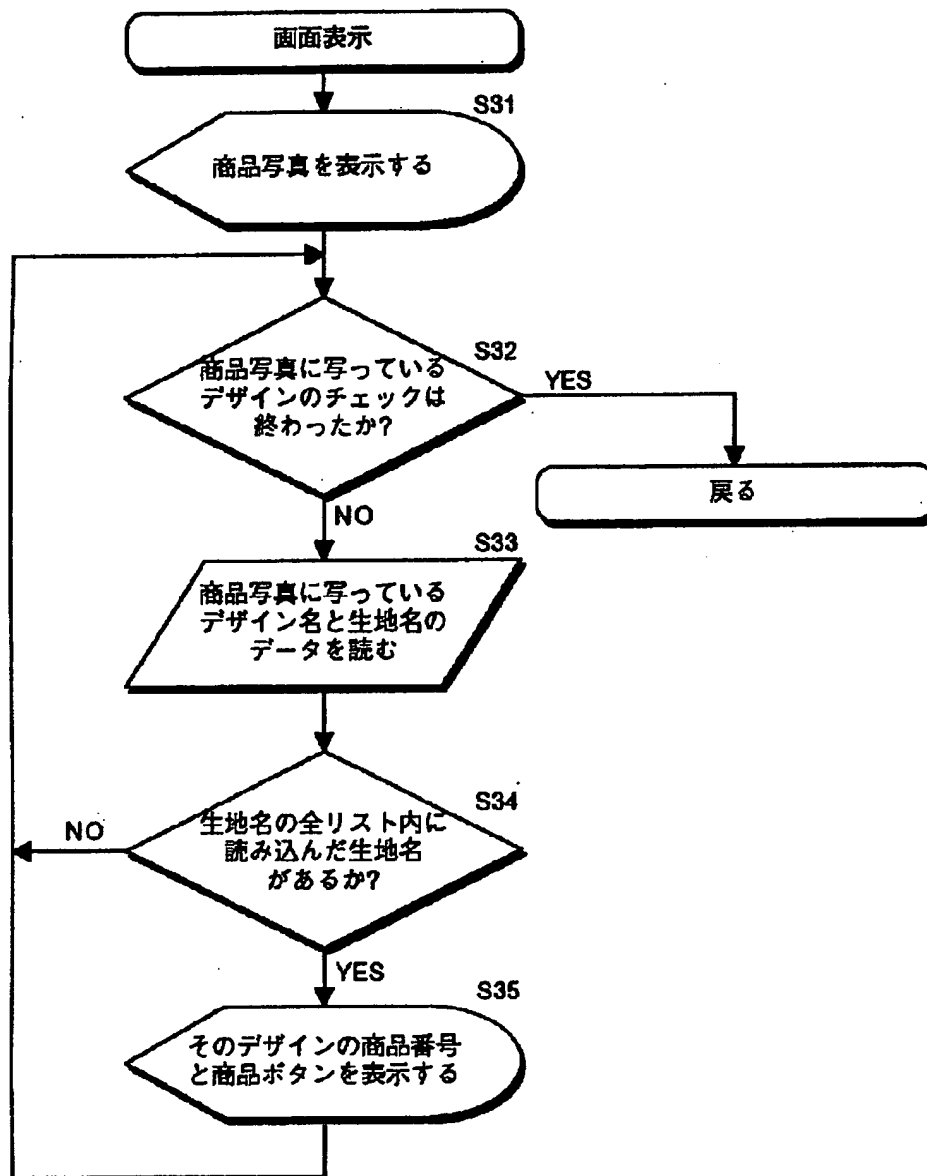 画面表示
S31
商品写真を表示する
S32
商品写真に写っている
デザインのチェックは
終わったか?
YES
戻る
NO
S33
商品写真に写っている
デザイン名と生地名の
データを読む
S34
生地名の全リスト内に
読み込んだ生地名
があるか?
NO
YES
S35
そのデザインの商品番号
と商品ボタンを表示する